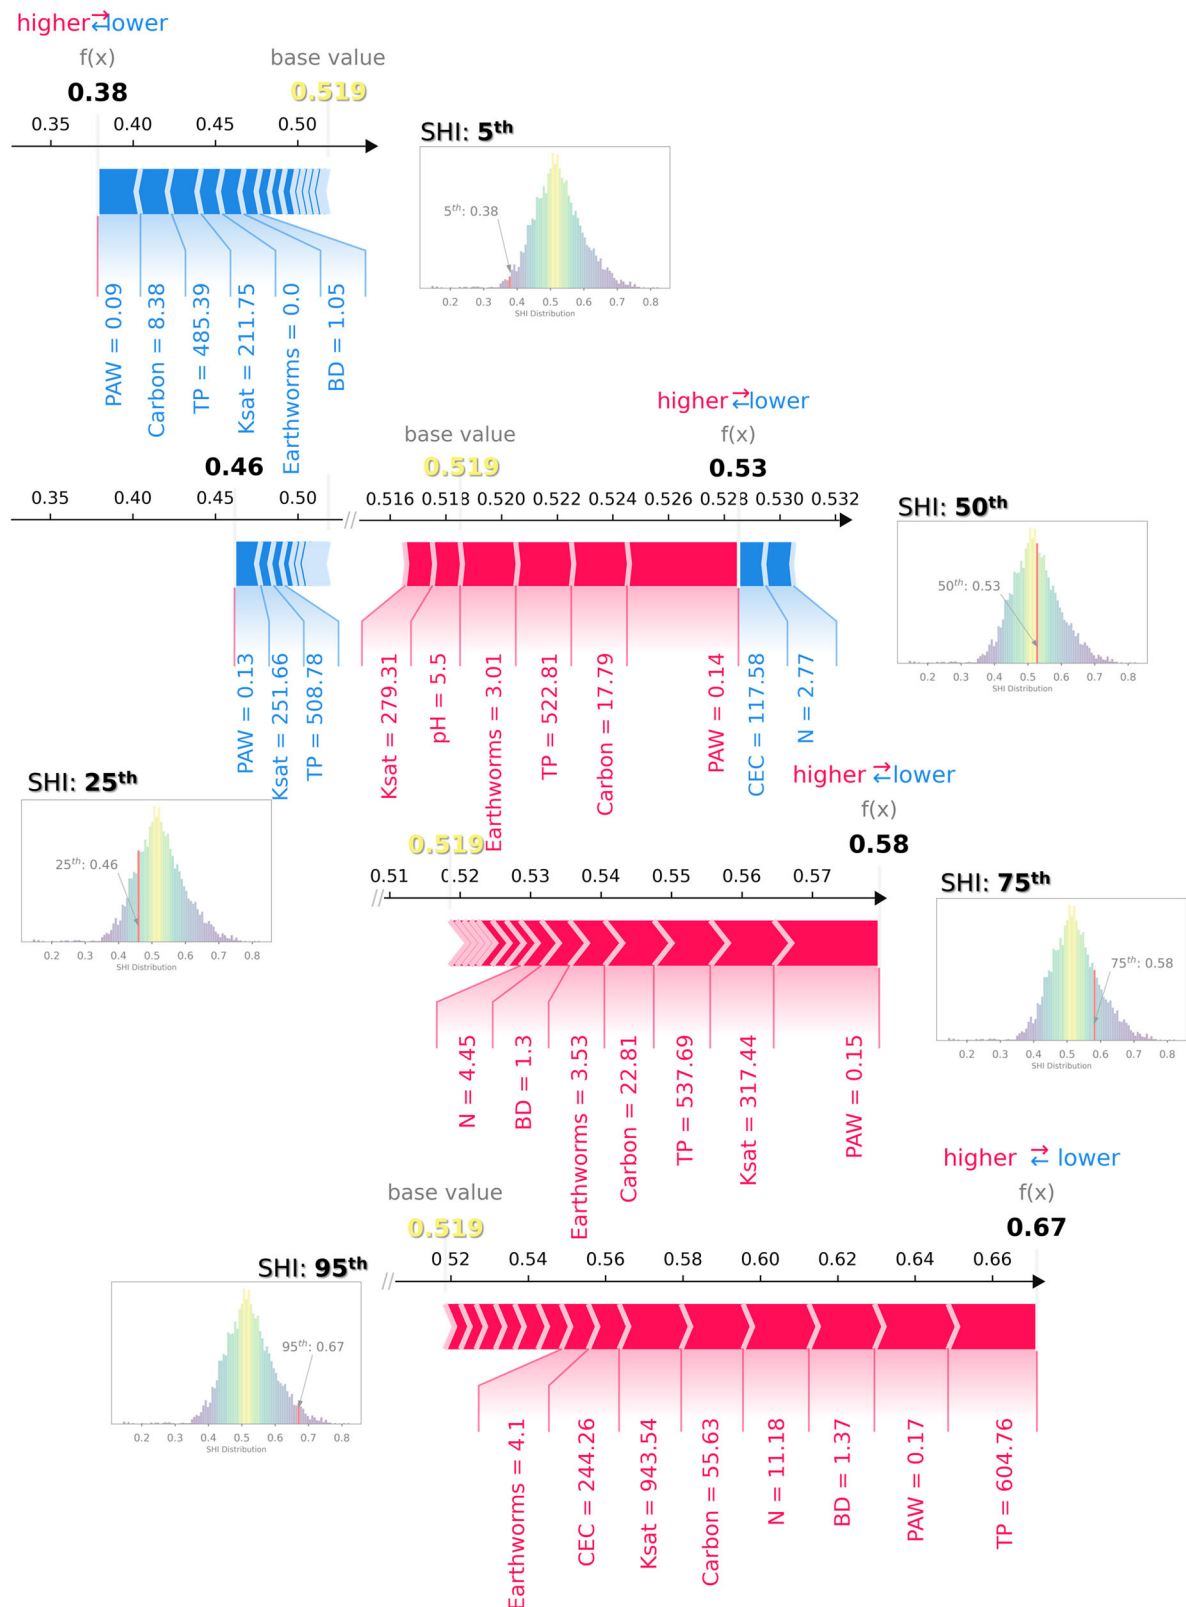 higher ⇄ lower
f(x)
base value
0.38
0.519
0.35 0.40 0.45 0.50
SHI: 5th
5th: 0.38
0.2 0.3 0.4 0.5 0.6 0.7 0.8
SHI Distribution
PAW = 0.09
Carbon = 8.38
TP = 485.39
Ksat = 211.75
Earthworms = 0.0
BD = 1.05
higher ⇄ lower
base value
f(x)
0.46
0.519
0.53
0.35 0.40 0.45 0.50
0.516 0.518 0.520 0.522 0.524 0.526 0.528 0.530 0.532
SHI: 50th
50th: 0.53
0.2 0.3 0.4 0.5 0.6 0.7 0.8
SHI Distribution
PAW = 0.13
Ksat = 251.66
TP = 508.78
Ksat = 279.31
pH = 5.5
Earthworms = 3.01
TP = 522.81
Carbon = 17.79
PAW = 0.14
CEC = 117.58
N = 2.77
SHI: 25th
25th: 0.46
0.2 0.3 0.4 0.5 0.6 0.7 0.8
SHI Distribution
higher ⇄ lower
f(x)
0.519
0.58
0.51 0.52 0.53 0.54 0.55 0.56 0.57
SHI: 75th
75th: 0.58
0.2 0.3 0.4 0.5 0.6 0.7 0.8
SHI Distribution
N = 4.45
BD = 1.3
Earthworms = 3.53
Carbon = 22.81
TP = 537.69
Ksat = 317.44
PAW = 0.15
higher ⇄ lower
base value
f(x)
0.519
0.67
0.52 0.54 0.56 0.58 0.60 0.62 0.64 0.66
SHI: 95th
95th: 0.67
0.2 0.3 0.4 0.5 0.6 0.7 0.8
SHI Distribution
Earthworms = 4.1
CEC = 244.26
Ksat = 943.54
Carbon = 55.63
N = 11.18
BD = 1.37
PAW = 0.17
TP = 604.76